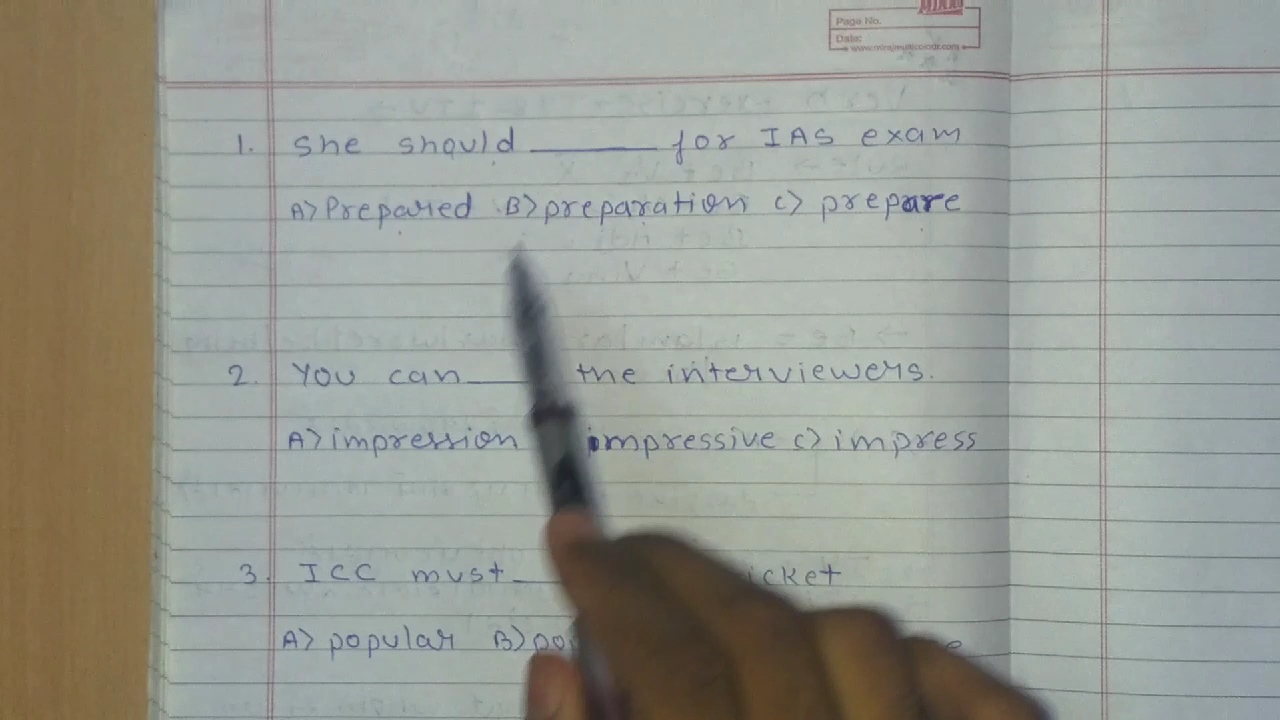 Page No.
Date:
1. She should ______ for IAS exam
A> Prepared B> preparation C> prepare
2. You can ____ the interviewers.
A> impression impressive C> impress
3. ICC must
A> popular B>